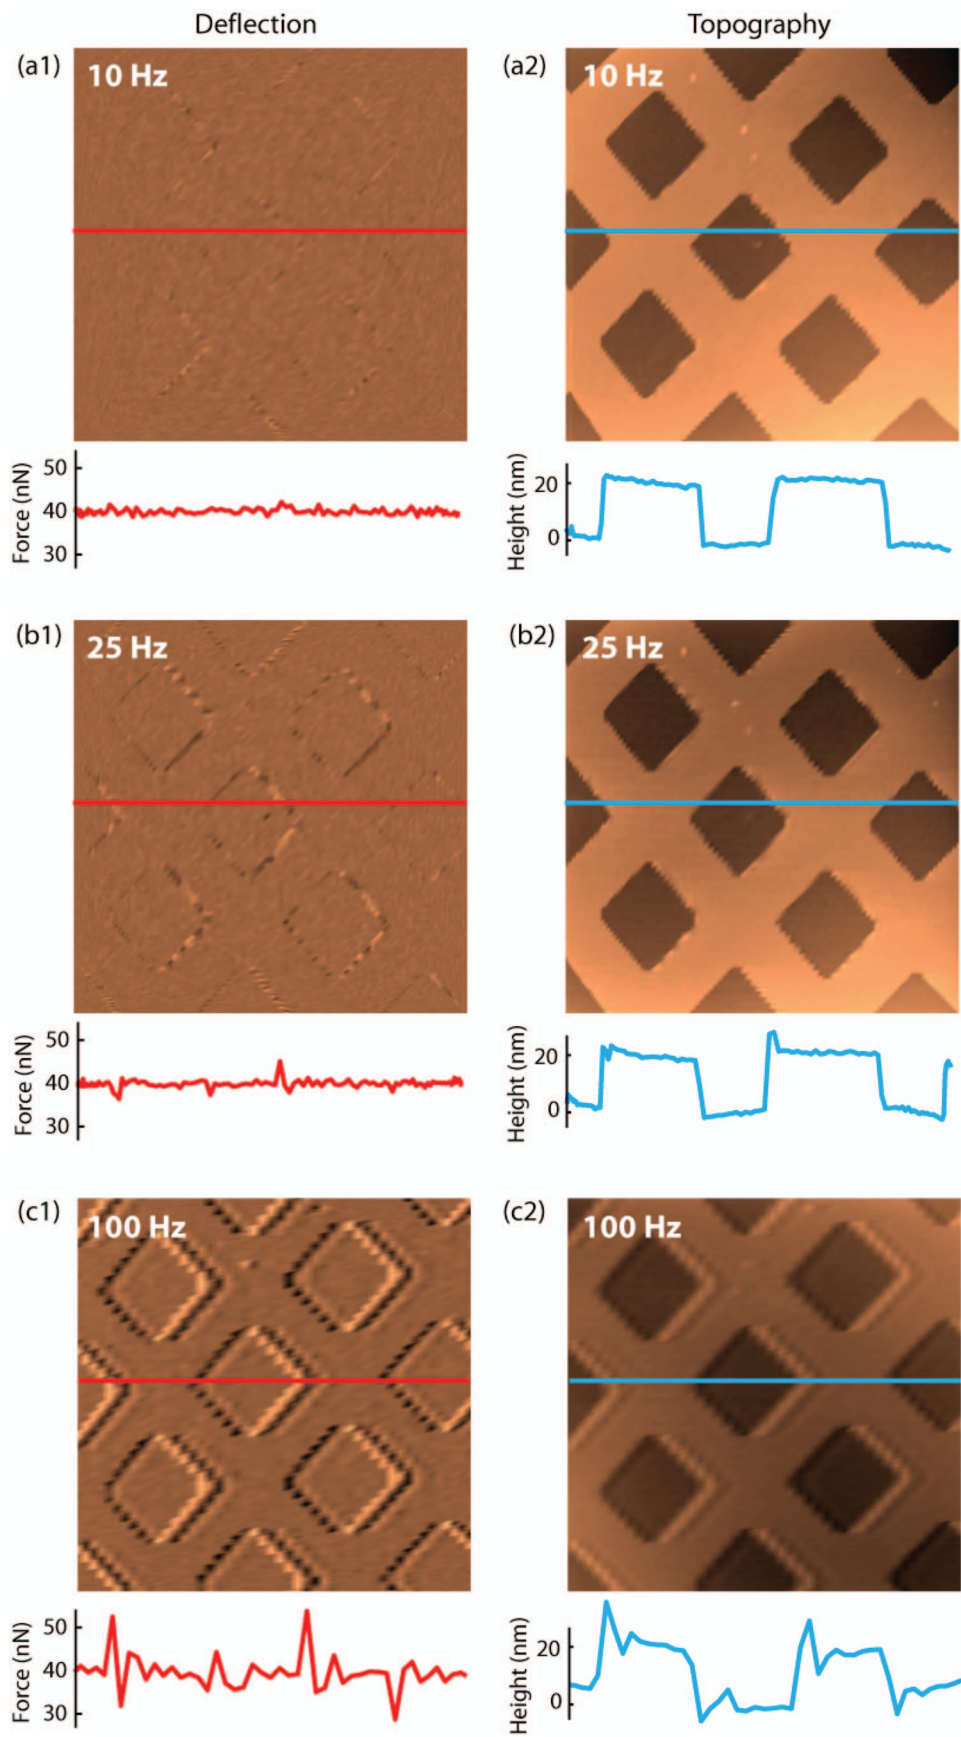 Deflection Topography
(a1) 10 Hz (a2) 10 Hz
Force (nN) 50 40 30 Height (nm) 20 0
(b1) 25 Hz (b2) 25 Hz
Force (nN) 50 40 30 Height (nm) 20 0
(c1) 100 Hz (c2) 100 Hz
Force (nN) 50 40 30 Height (nm) 20 0